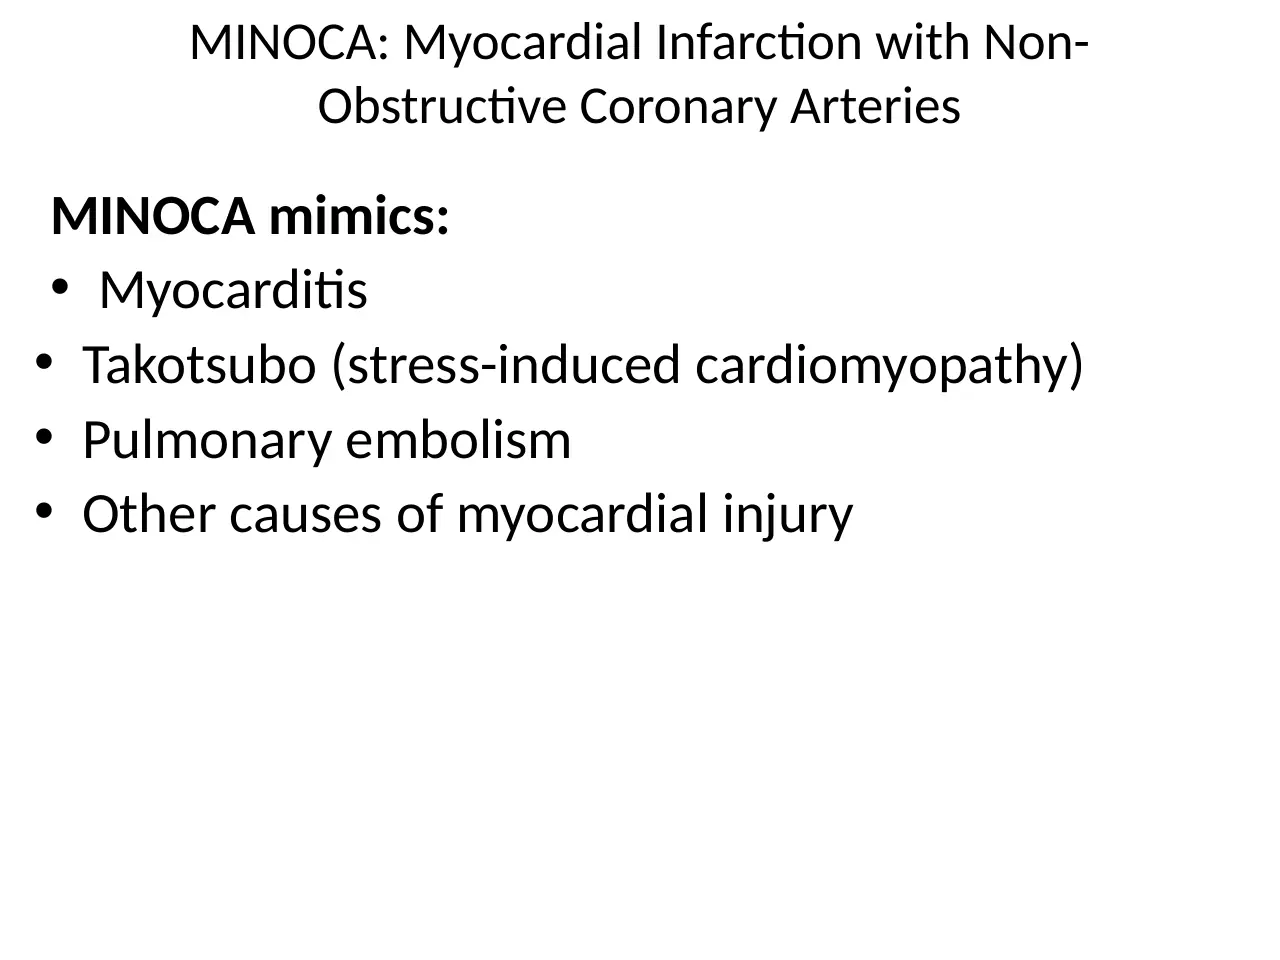 MINOCA: Myocardial Infarction with Non-
Obstructive Coronary Arteries
MINOCA mimics:
• Myocarditis
• Takotsubo (stress-induced cardiomyopathy)
• Pulmonary embolism
• Other causes of myocardial injury